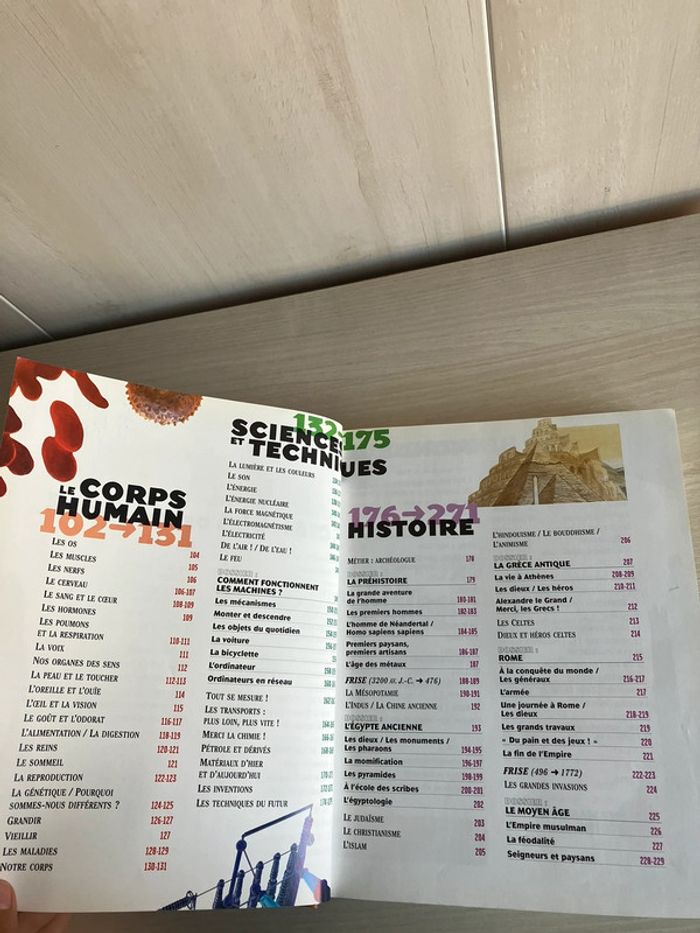 LE CORPS
HUMAIN
102→131
LES OS 104
LES MUSCLES 105
LES NERFS 106
LE CERVEAU 106-107
LE SANG ET LE CŒUR 108-109
LES HORMONES 109
LES POUMONS
ET LA RESPIRATION 110-111
LA VOIX 111
NOS ORGANES DES SENS 112
LA PEAU ET LE TOUCHER 112-113
L'OREILLE ET L'OUÏE 114
L'ŒIL ET LA VISION 115
LE GOÛT ET L'ODORAT 116-117
L'ALIMENTATION / LA DIGESTION 118-119
LES REINS 120-121
LE SOMMEIL 121
LA REPRODUCTION 122-123
LA GÉNÉTIQUE / POURQUOI
SOMMES-NOUS DIFFÉRENTS ? 124-125
GRANDIR 126-127
VIEILLIR 127
LES MALADIES 128-129
NOTRE CORPS 130-131
132 175
SCIENCES
ET TECHNIQUES
LA LUMIÈRE ET LES COULEURS
LE SON
L'ÉNERGIE
L'ÉNERGIE NUCLÉAIRE
LA FORCE MAGNÉTIQUE
L'ÉLECTROMAGNÉTISME
L'ÉLECTRICITÉ
DE L'AIR ! / DE L'EAU !
LE FEU
DOSSIER :
COMMENT FONCTIONNENT
LES MACHINES ?
Les mécanismes
Monter et descendre
Les objets du quotidien
La voiture
La bicyclette
L'ordinateur
Ordinateurs en réseau
TOUT SE MESURE !
LES TRANSPORTS :
PLUS LOIN, PLUS VITE !
MERCI LA CHIMIE !
PÉTROLE ET DÉRIVÉS
MATÉRIAUX D'HIER
ET D'AUJOURD'HUI
LES INVENTIONS
LES TECHNIQUES DU FUTUR
176→271
HISTOIRE
MÉTIER : ARCHÉOLOGUE 178
DOSSIER :
LA PRÉHISTOIRE 179
La grande aventure
de l'homme 180-181
Les premiers hommes 182-183
L'homme de Néandertal /
Homo sapiens sapiens 184-185
Premiers paysans,
premiers artisans 186-187
L'âge des métaux 187
FRISE (3200 AV. J.-C. → 476) 188-189
LA MÉSOPOTAMIE 190-191
L'INDUS / LA CHINE ANCIENNE 192
DOSSIER :
L'ÉGYPTE ANCIENNE 193
Les dieux / Les monuments /
Les pharaons 194-195
La momification 196-197
Les pyramides 198-199
À l'école des scribes 200-201
L'égyptologie 202
LE JUDAÏSME 203
LE CHRISTIANISME 204
L'ISLAM 205
L'HINDOUISME / LE BOUDDHISME /
L'ANIMISME 206
DOSSIER :
LA GRÈCE ANTIQUE 207
La vie à Athènes 208-209
Les dieux / Les héros 210-211
Alexandre le Grand /
Merci, les Grecs ! 212
LES CELTES 213
DIEUX ET HÉROS CELTES 214
DOSSIER :
ROME 215
À la conquête du monde /
Les généraux 216-217
L'armée 217
Une journée à Rome /
Les dieux 218-219
Les grands travaux 219
« Du pain et des jeux ! » 220
La fin de l'Empire 221
FRISE (496 → 1772) 222-223
LES GRANDES INVASIONS 224
DOSSIER :
LE MOYEN ÂGE 225
L'Empire musulman 226
La féodalité 227
Seigneurs et paysans 228-229